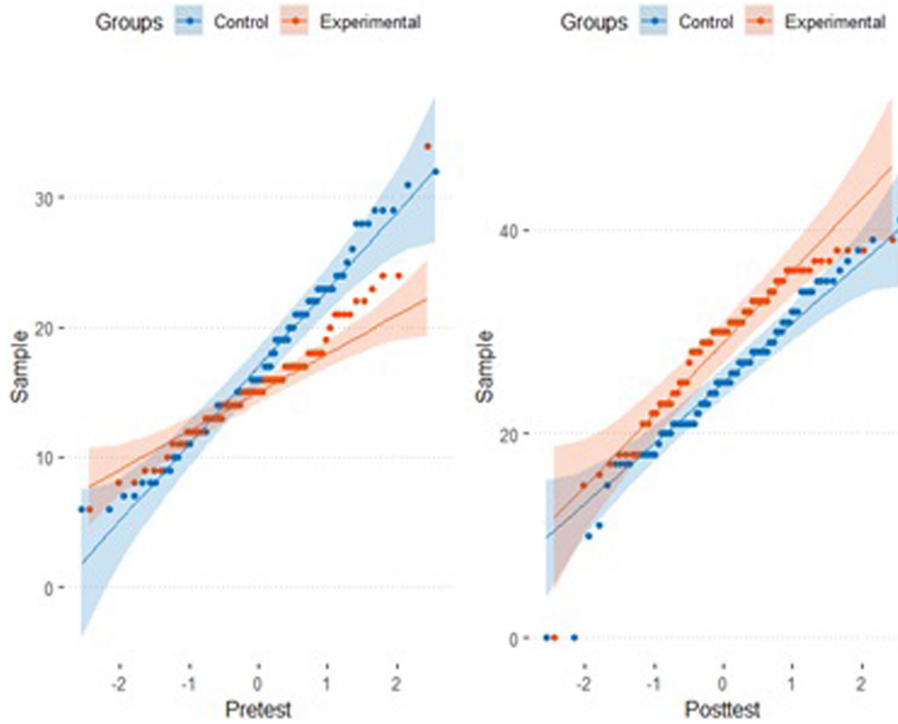 Groups Control Experimental
30
20
10
0
Sample
-2 -1 0 1 2
Pretest
Groups Control Experimental
40
20
0
Sample
-2 -1 0 1 2
Posttest